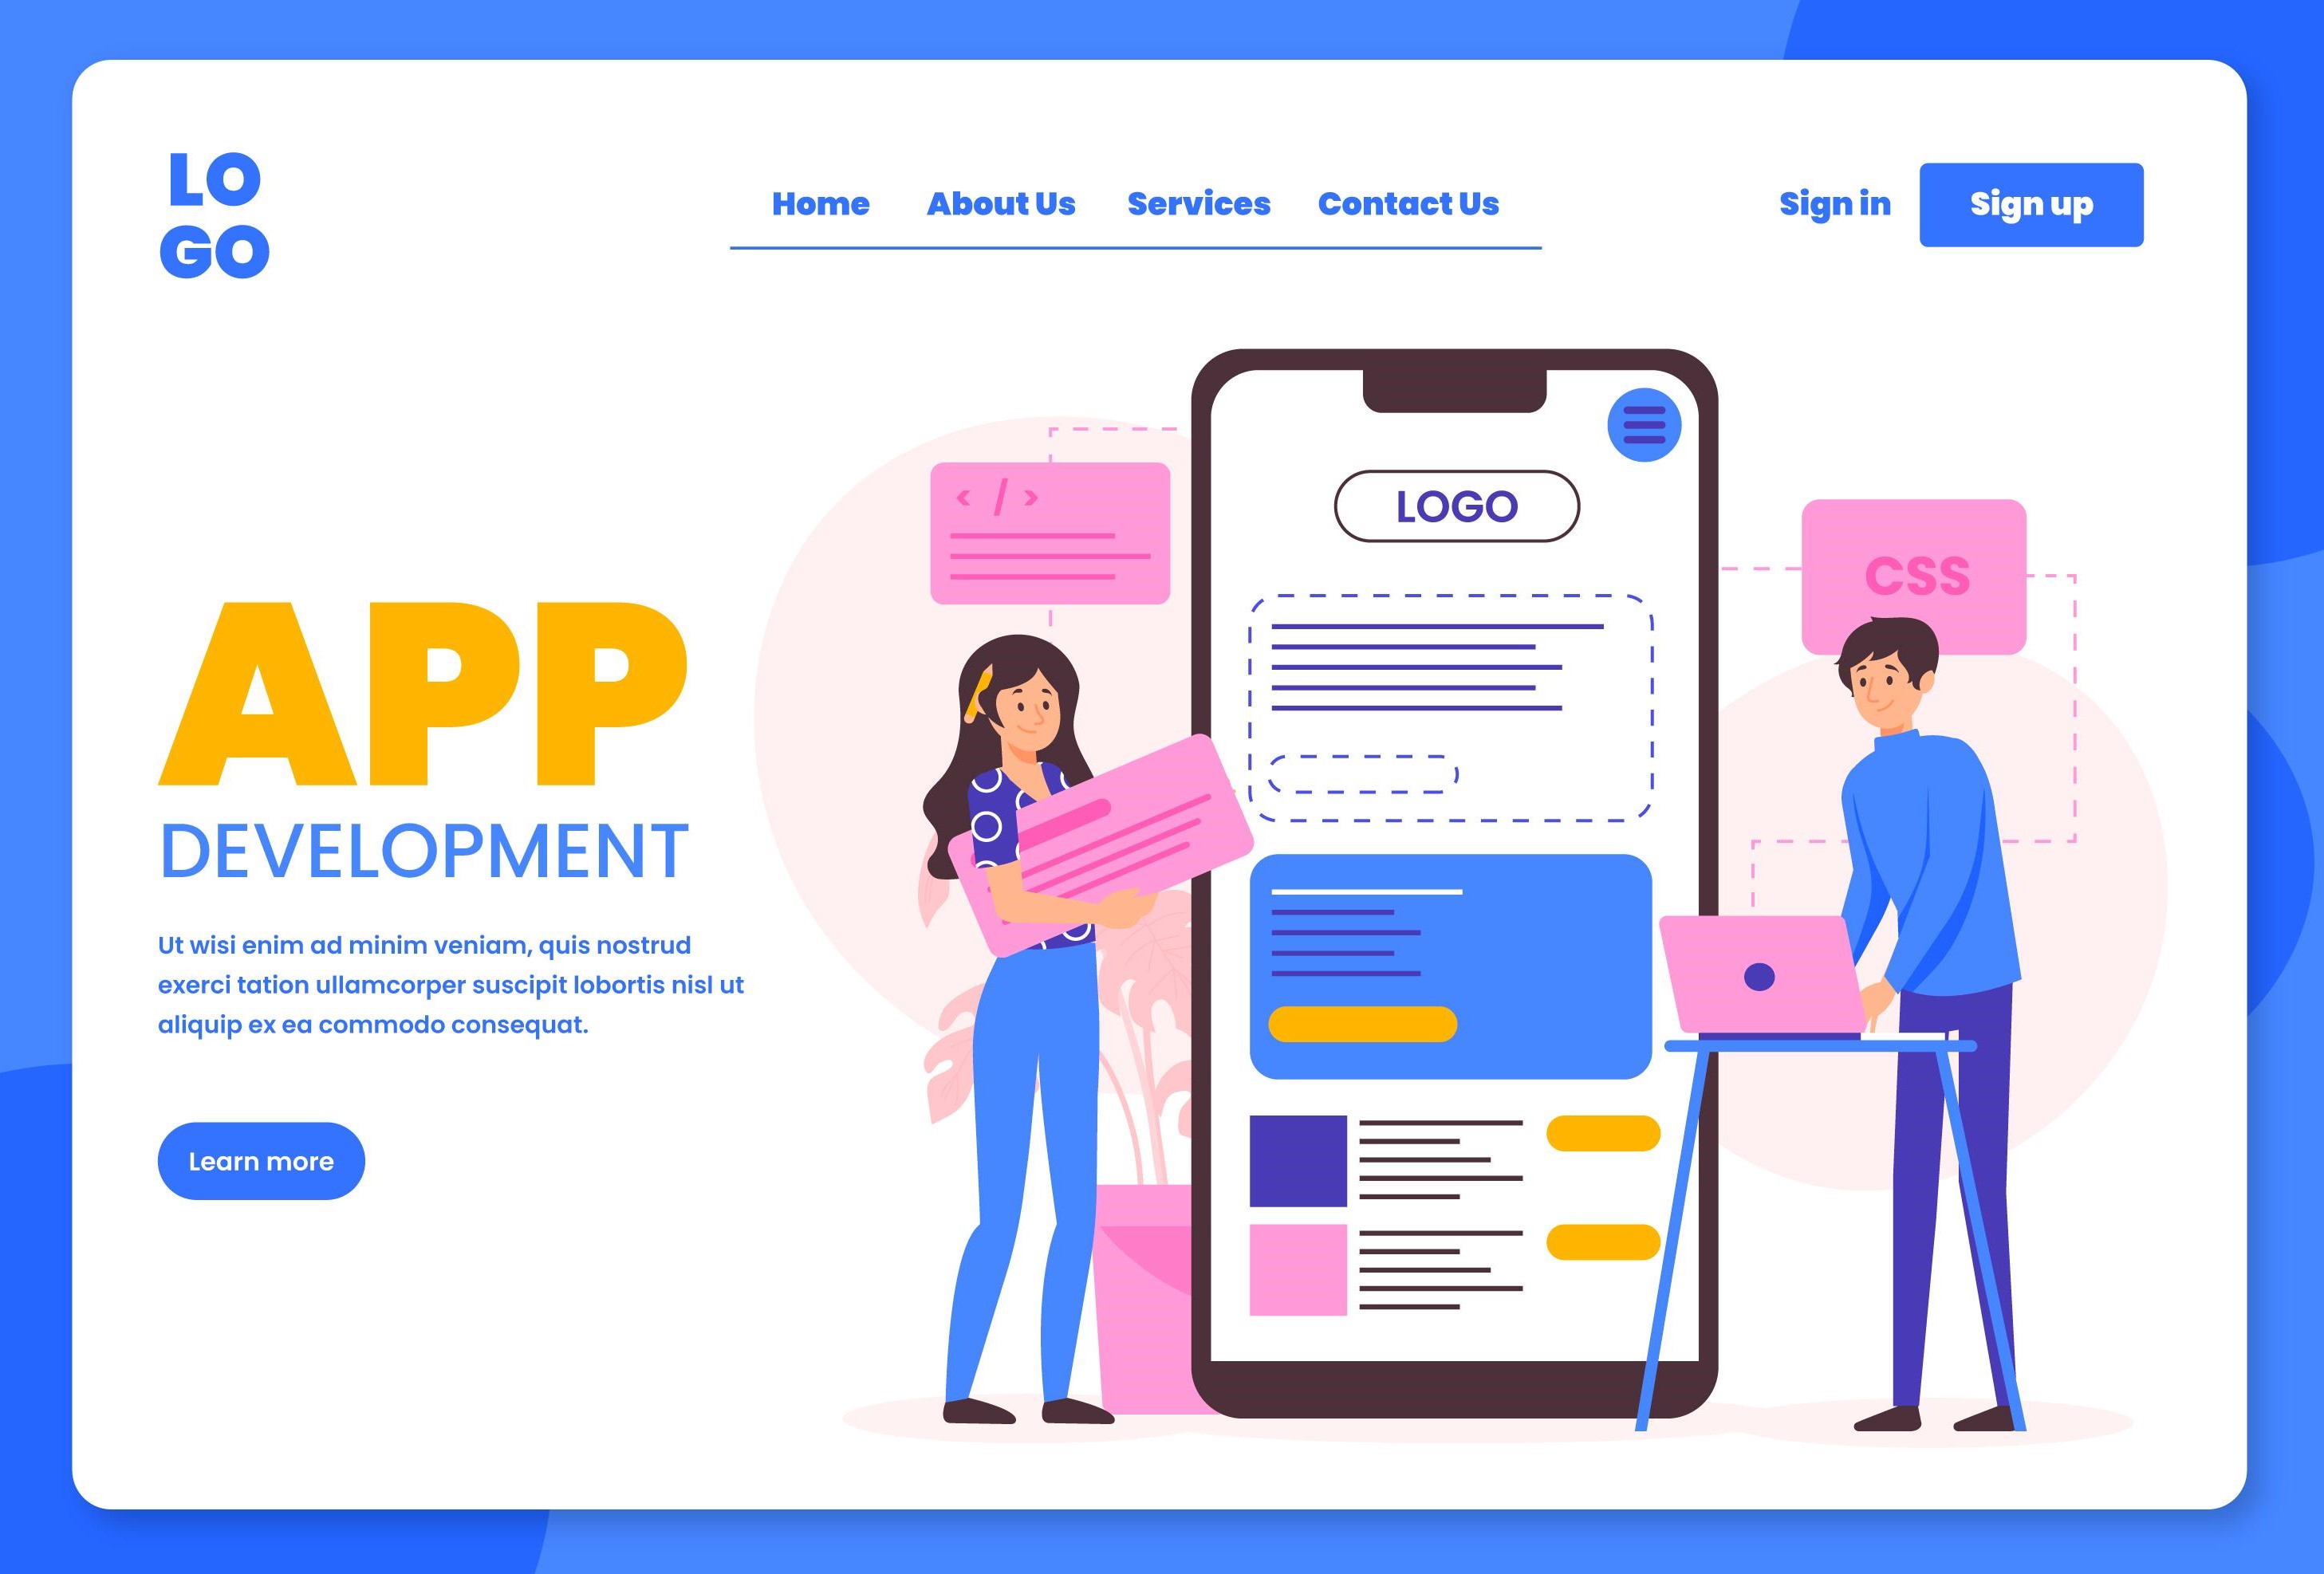 LO
GO
Home About Us Services Contact Us
Sign in Sign up
APP
DEVELOPMENT
Ut wisi enim ad minim veniam, quis nostrud
exerci tation ullamcorper suscipit lobortis nisl ut
aliquip ex ea commodo consequat.
Learn more
< / >
LOGO
CSS